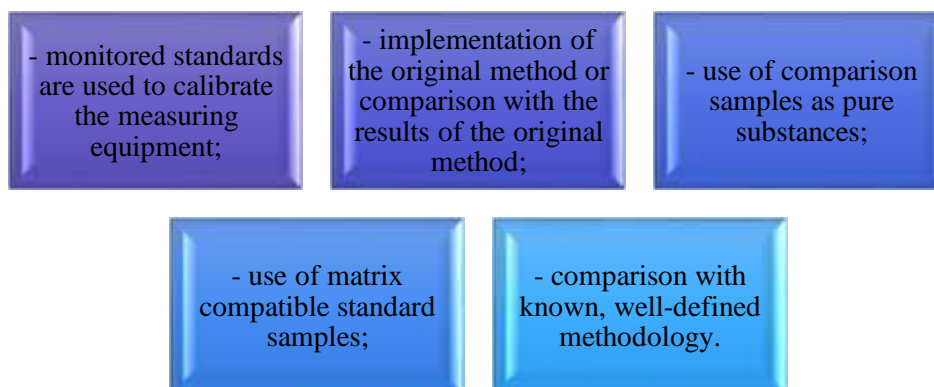 - monitored standards
are used to calibrate
the measuring
equipment;
- implementation of
the original method or
comparison with the
results of the original
method;
- use of comparison
samples as pure
substances;
- use of matrix
compatible standard
samples;
- comparison with
known, well-defined
methodology.